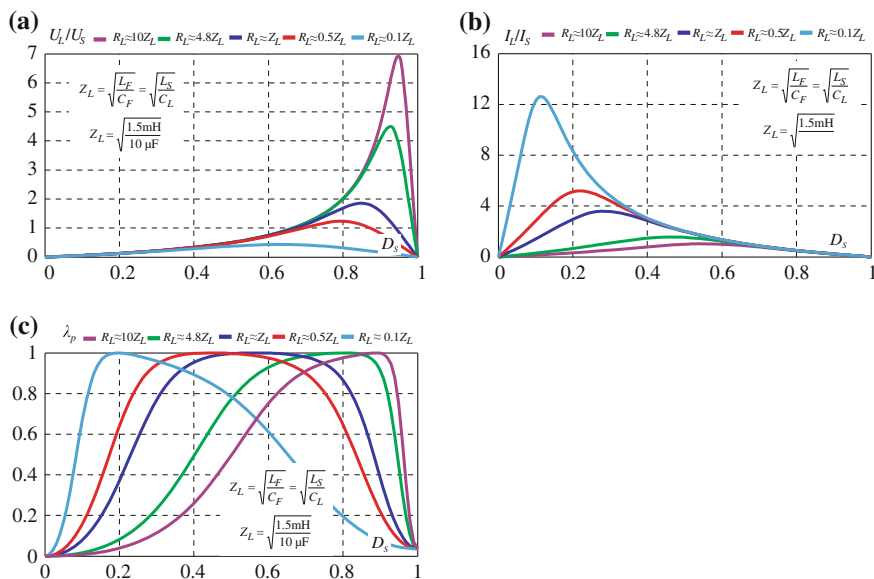 (a)
U_L/U_S R_L≈10Z_L R_L≈4.8Z_L R_L≈Z_L R_L≈0.5Z_L R_L≈0.1Z_L
7
6
5
4
3
2
1
0
Z_L = √(L_F/C_F) = √(L_S/C_L)
Z_L = √(1.5mH/10 µF)
D_S
0 0.2 0.4 0.6 0.8 1
(b)
I_L/I_S R_L≈10Z_L R_L≈4.8Z_L R_L≈Z_L R_L≈0.5Z_L R_L≈0.1Z_L
16
12
8
4
0
Z_L = √(L_F/C_F) = √(L_S/C_L)
Z_L = √(1.5mH/)
D_S
0 0.2 0.4 0.6 0.8 1
(c)
λ_p R_L≈10Z_L R_L≈4.8Z_L R_L≈Z_L R_L≈0.5Z_L R_L≈ 0.1Z_L
1
0.8
0.6
0.4
0.2
0
Z_L = √(L_F/C_F) = √(L_S/C_L)
Z_L = √(1.5mH/10 µF)
D_S
0 0.2 0.4 0.6 0.8 1